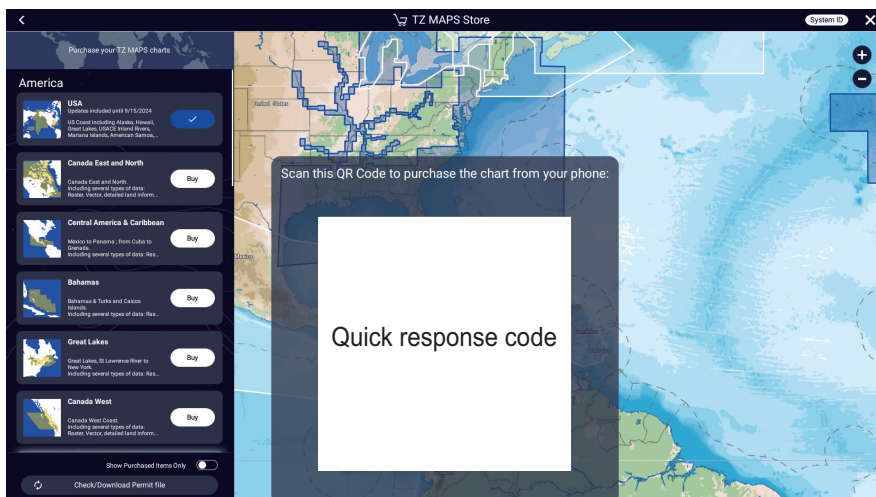 TZ MAPS Store
System ID
Purchase your TZ MAPS charts
America
USA
Updates included until 9/15/2024
US Coast including Alaska, Hawaii,
Great Lakes, USACE Inland Rivers,
Mariana Islands, American Samoa,...
Canada East and North
Canada East and North.
Including several types of data:
Raster, Vector, detailed land inform...
Buy
Central America & Caribbean
Mexico to Panama ; from Cuba to
Grenada.
Including several types of data: Ras...
Buy
Bahamas
Bahamas & Turks and Caicos
Islands.
Including several types of data: Ras...
Buy
Great Lakes
Great Lakes, St Lawrence River to
New York.
Including several types of data: Ras...
Buy
Canada West
Canada West Coast.
Including several types of data:
Raster, Vector, detailed land inform...
Buy
Show Purchased Items Only
Check/Download Permit file
United States
Mexico
Scan this QR Code to purchase the chart from your phone:
Quick response code